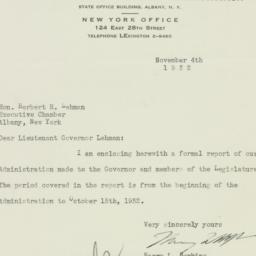 STATE OFFICE BUILDING, ALBANY, N. Y.
NEW YORK OFFICE
124 EAST 28TH STREET
TELEPHONE LEXINGTON 2-9460
November 4th
1932
Hon. Herbert H. Lehman
Executive Chamber
Albany, New York
Dear Lieutenant Governor Lehman:
I am enclosing herewith a formal report of our
Administration made to the Governor and members of the Legislature
The period covered in the report is from the beginning of the
Administration to October 15th, 1932.
Very sincerely yours
Harry L. Hopkins